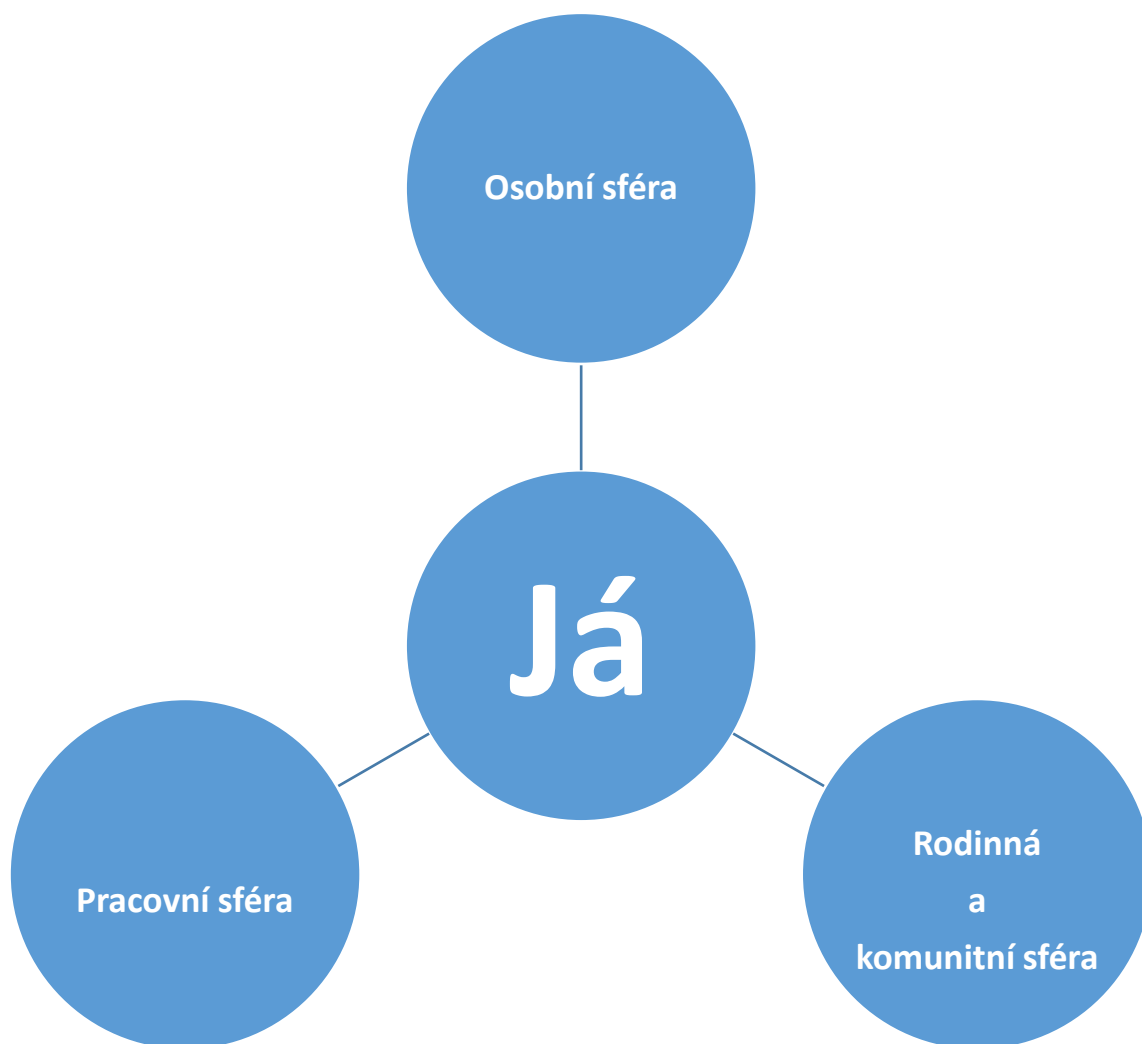 Osobní sféra
Já
Pracovní sféra
Rodinná
a
komunitní sféra